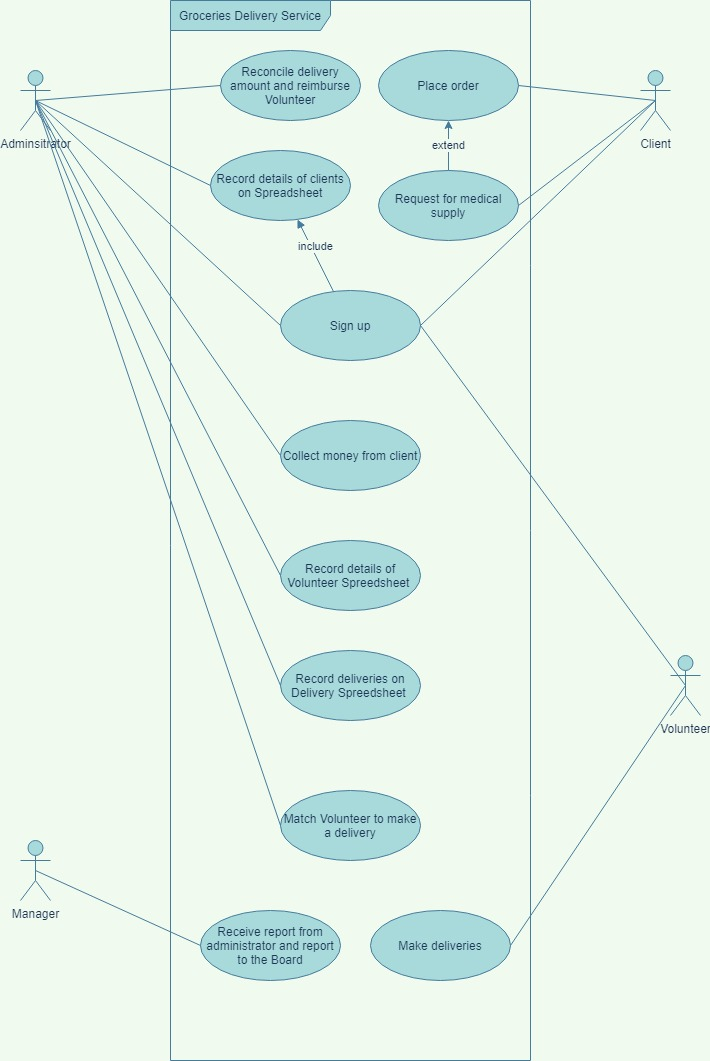 Groceries Delivery Service
Reconcile delivery
amount and reimburse
Volunteer
Place order
Adminsitrator
Client
extend
Record details of clients
on Spreadsheet
Request for medical
supply
include
Sign up
Collect money from client
Record details of
Volunteer Spreedsheet
Record deliveries on
Delivery Spreedsheet
Volunteer
Match Volunteer to make
a delivery
Manager
Receive report from
administrator and report
to the Board
Make deliveries